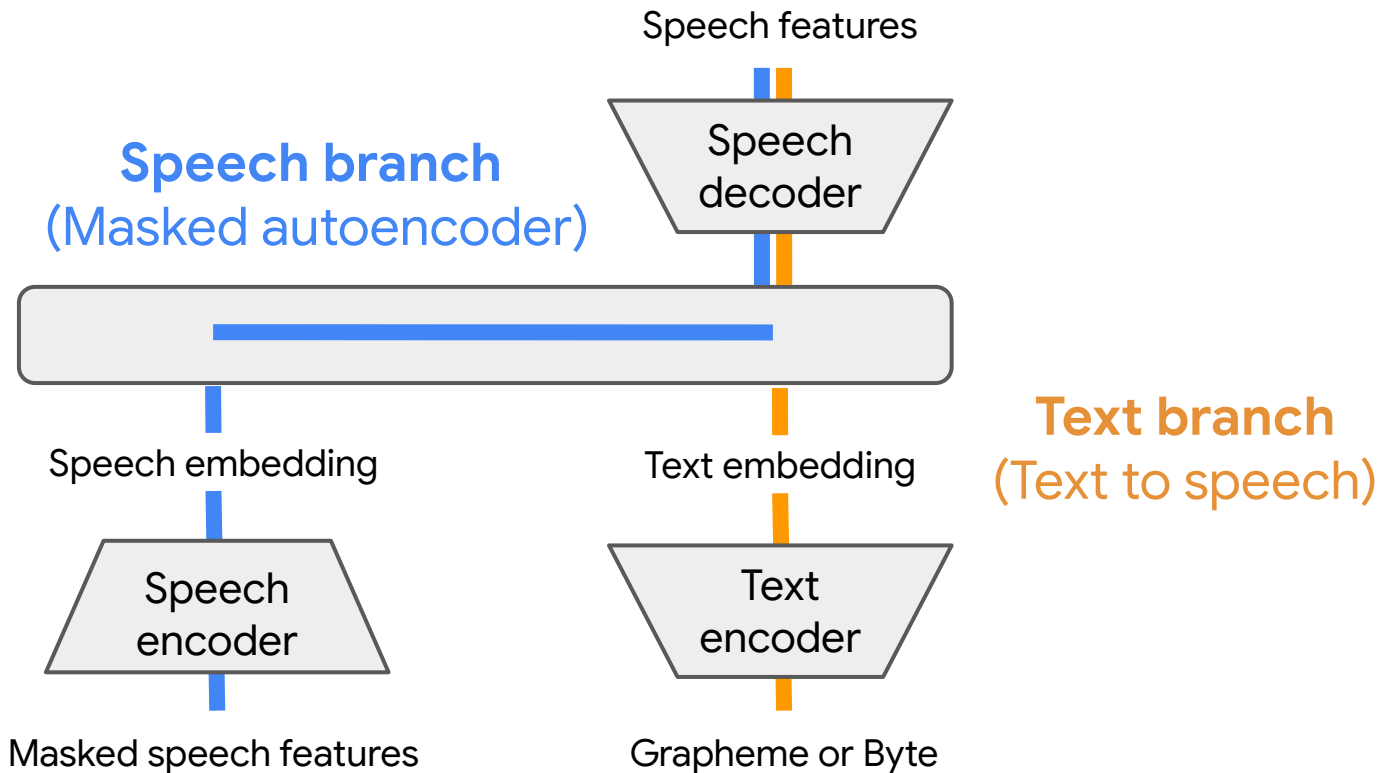 Speech features
Speech
decoder
Speech branch
(Masked autoencoder)
Text branch
(Text to speech)
Speech embedding
Text embedding
Speech
encoder
Text
encoder
Masked speech features
Grapheme or Byte